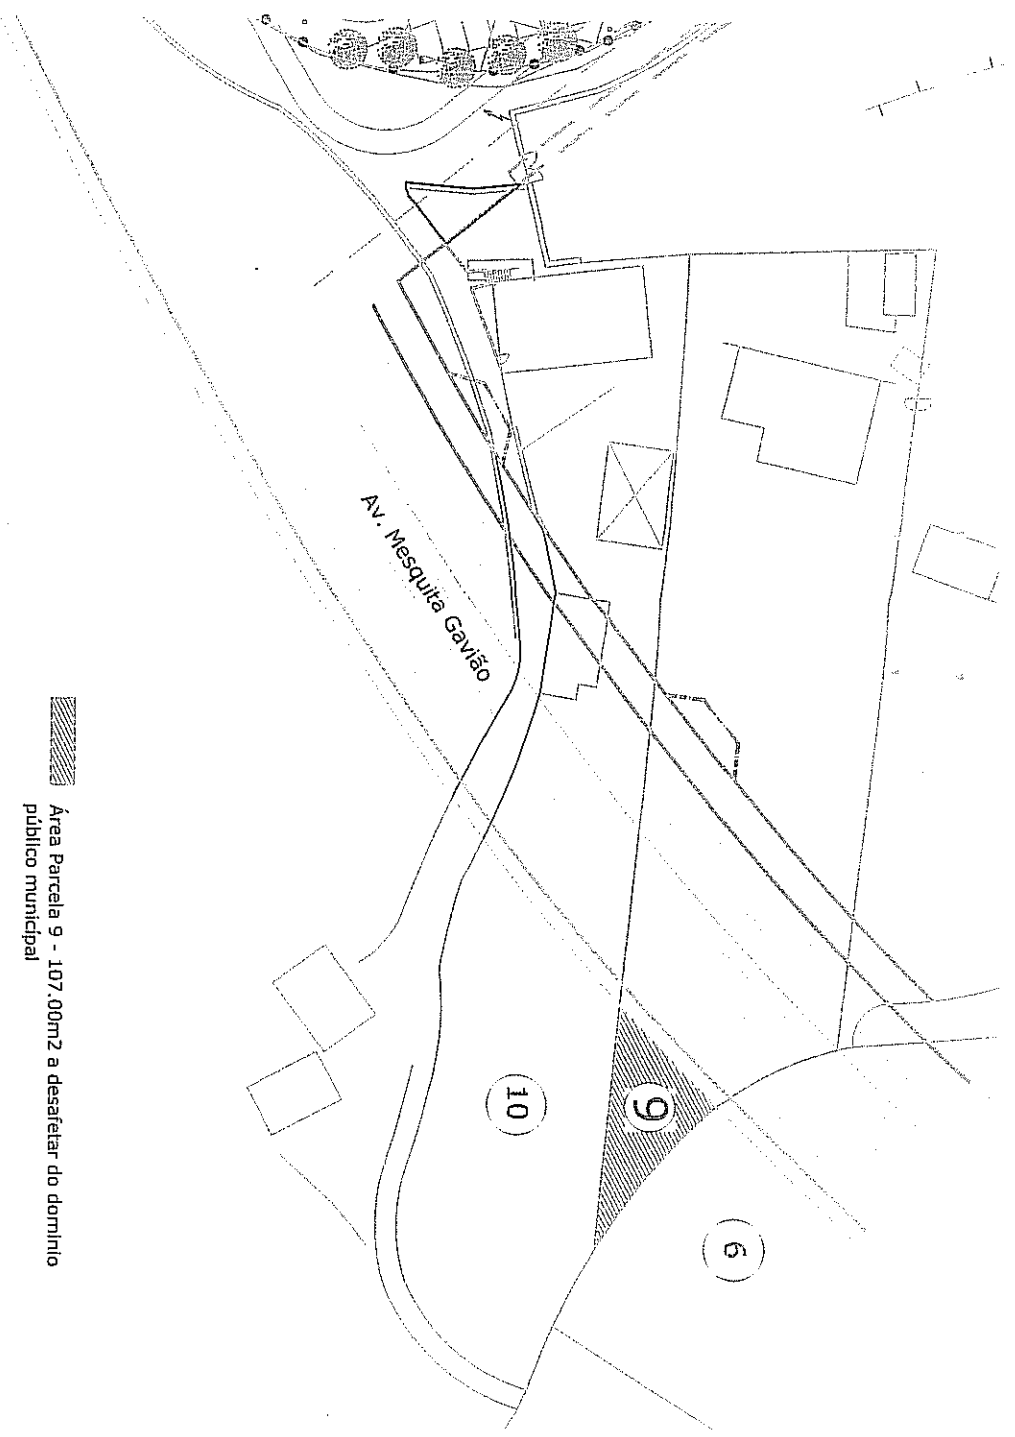 Av. Mesquita Gavião
9
10
6
Área Parcela 9 - 107.00m2 a desafetar do domínio
público municipal